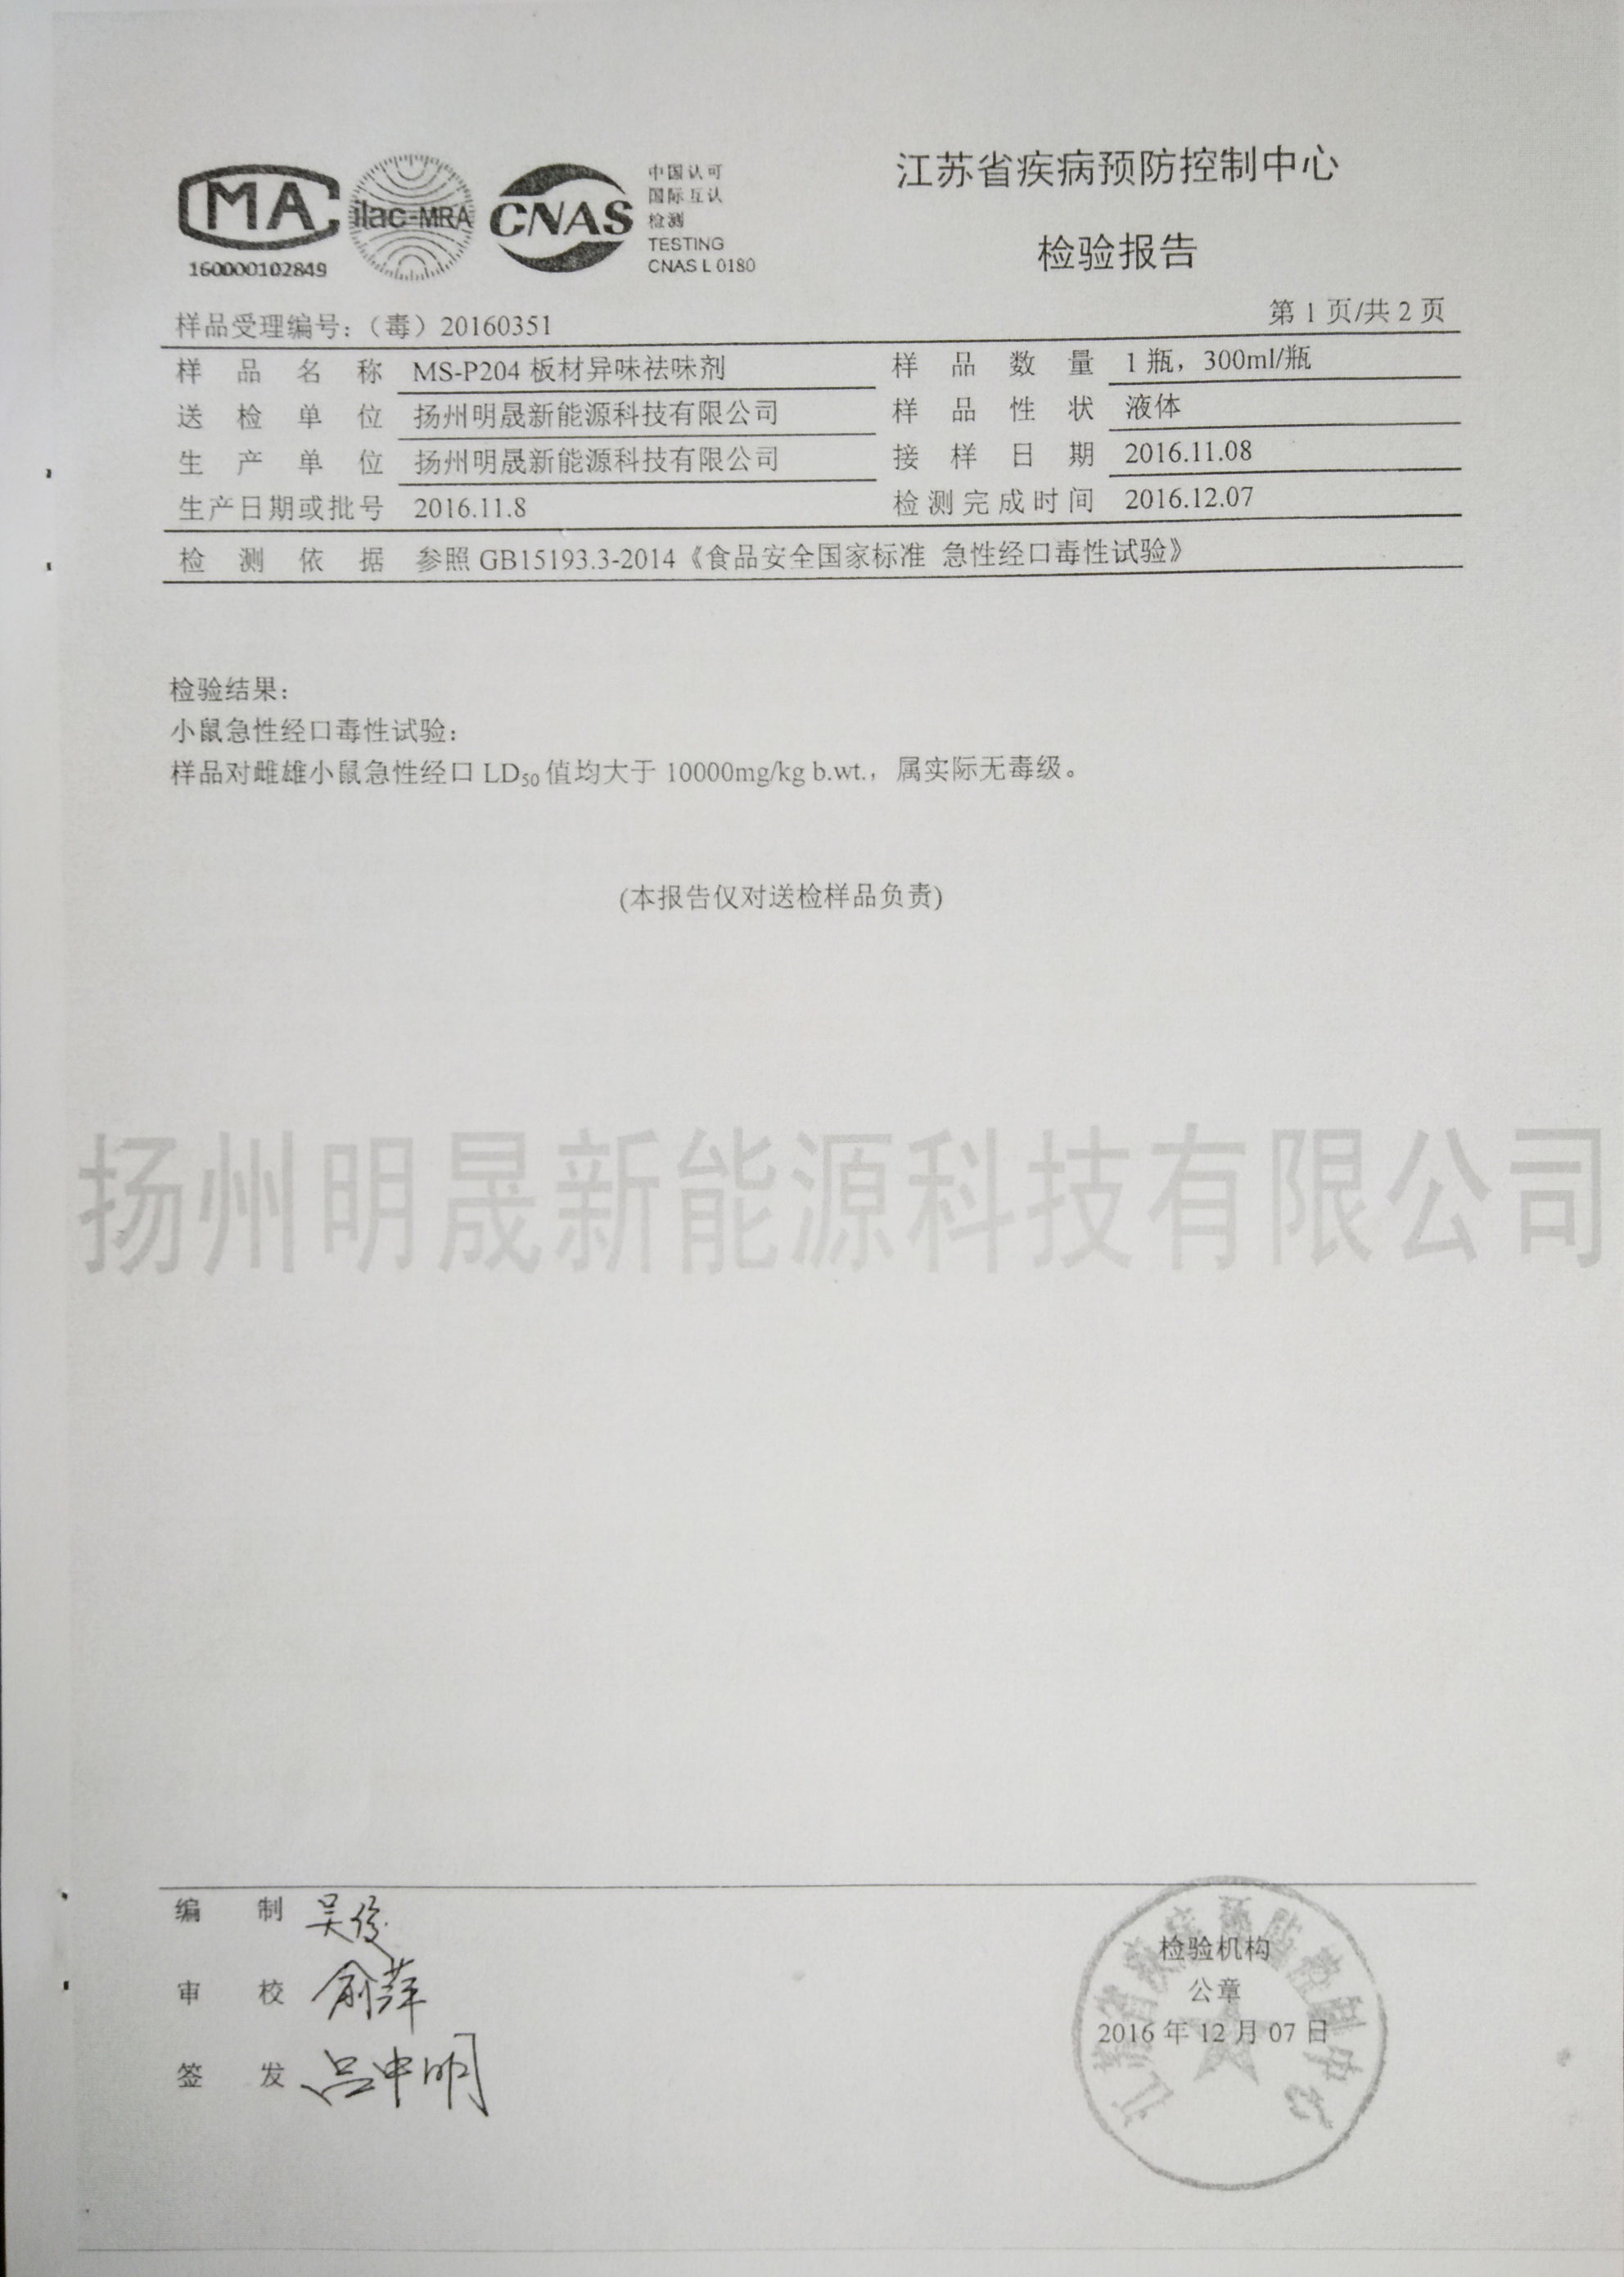 MA
160000102849
ilac-MRA
CNAS
中国认可
国际互认
检测
TESTING
CNAS L 0180
江苏省疾病预防控制中心
检验报告
样品受理编号：（毒）20160351
第 1 页/共 2 页
样品名称 MS-P204 板材异味祛味剂 样品数量 1 瓶，300ml/瓶
送检单位 扬州明晟新能源科技有限公司 样品性状 液体
生产单位 扬州明晟新能源科技有限公司 接样日期 2016.11.08
生产日期或批号 2016.11.8 检测完成时间 2016.12.07
检测依据 参照 GB15193.3-2014《食品安全国家标准 急性经口毒性试验》
检验结果：
小鼠急性经口毒性试验：
样品对雌雄小鼠急性经口 LD50 值均大于 10000mg/kg b.wt.，属实际无毒级。
(本报告仅对送检样品负责)
扬州明晟新能源科技有限公司
编制
审校 俞萍
签发 吕中明
江苏省疾病预防控制中心
检验机构
公章
2016 年 12 月 07 日